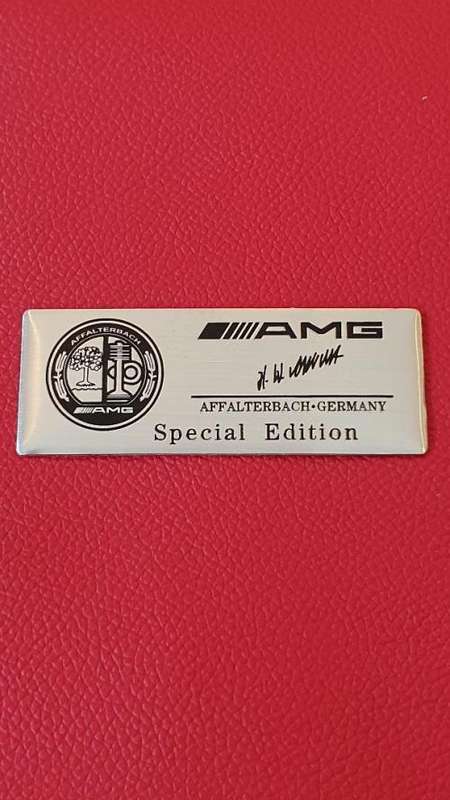 AFFALTERBACH
AMG
AMG
AFFALTERBACH•GERMANY
Special Edition